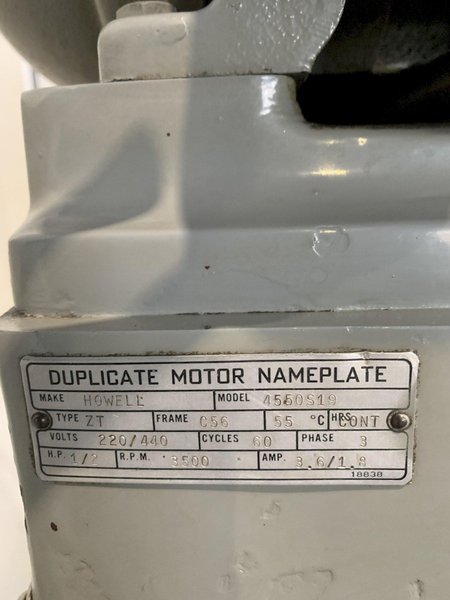 DUPLICATE MOTOR NAMEPLATE
MAKE HOWELL MODEL 4560S19
TYPE ZT FRAME C56 55 °C HRS CONT
VOLTS 220/440 CYCLES 60 PHASE 3
H.P. 1/2 R.P.M. 3500 AMP. 3.6/1.8
18838